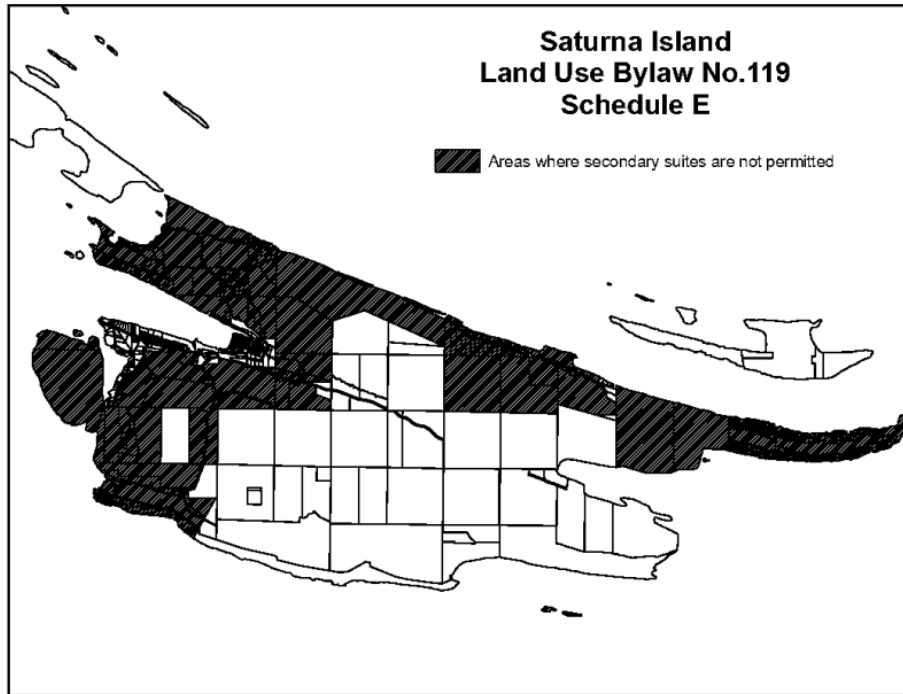 Saturna Island
Land Use Bylaw No.119
Schedule E
Areas where secondary suites are not permitted